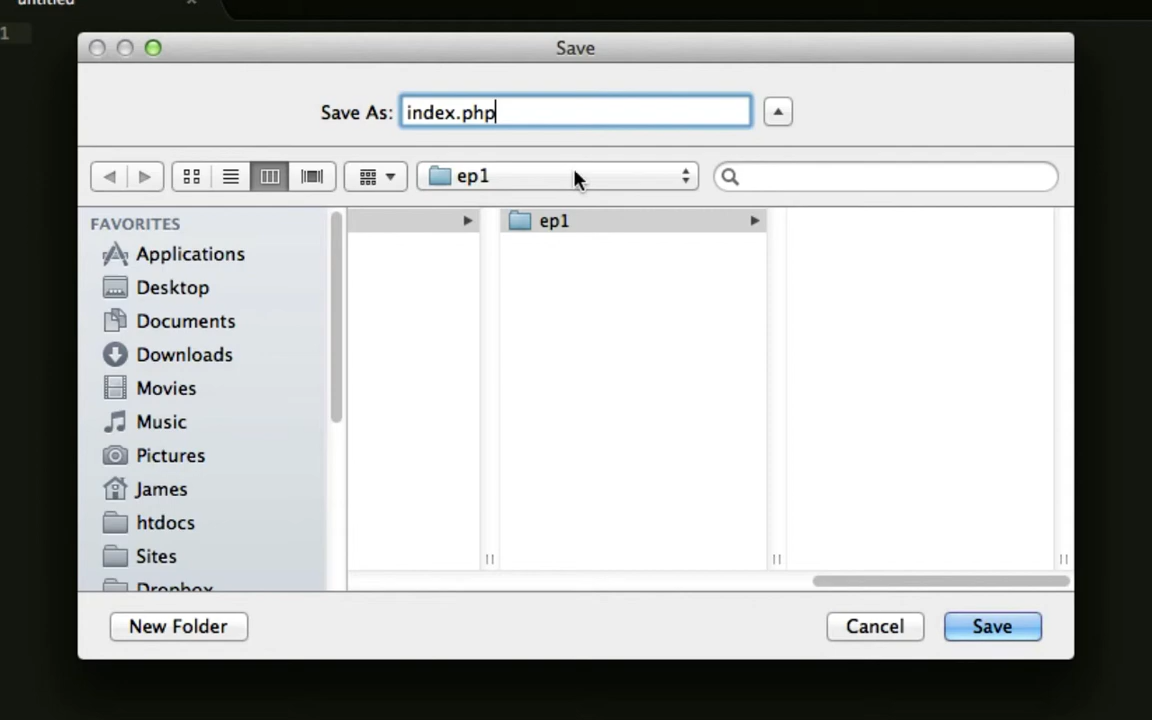 untitled
1
Save
Save As: index.php
ep1
FAVORITES
ep1
Applications
Desktop
Documents
Downloads
Movies
Music
Pictures
James
htdocs
Sites
Dropbox
New Folder
Cancel
Save